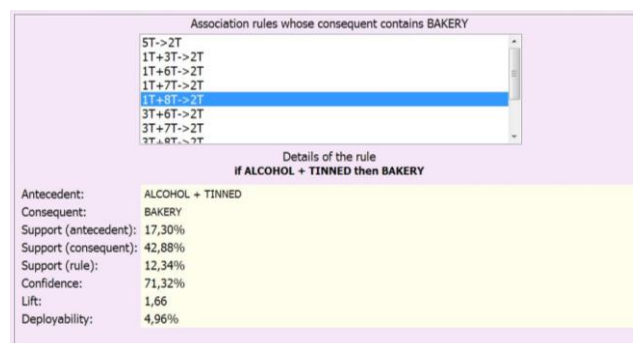 Association rules whose consequent contains BAKERY
5T->2T
1T+3T->2T
1T+6T->2T
1T+7T->2T
1T+8T->2T
3T+6T->2T
3T+7T->2T
3T+8T->2T
Details of the rule
if ALCOHOL + TINNED then BAKERY
Antecedent: ALCOHOL + TINNED
Consequent: BAKERY
Support (antecedent): 17,30%
Support (consequent): 42,88%
Support (rule): 12,34%
Confidence: 71,32%
Lift: 1,66
Deployability: 4,96%